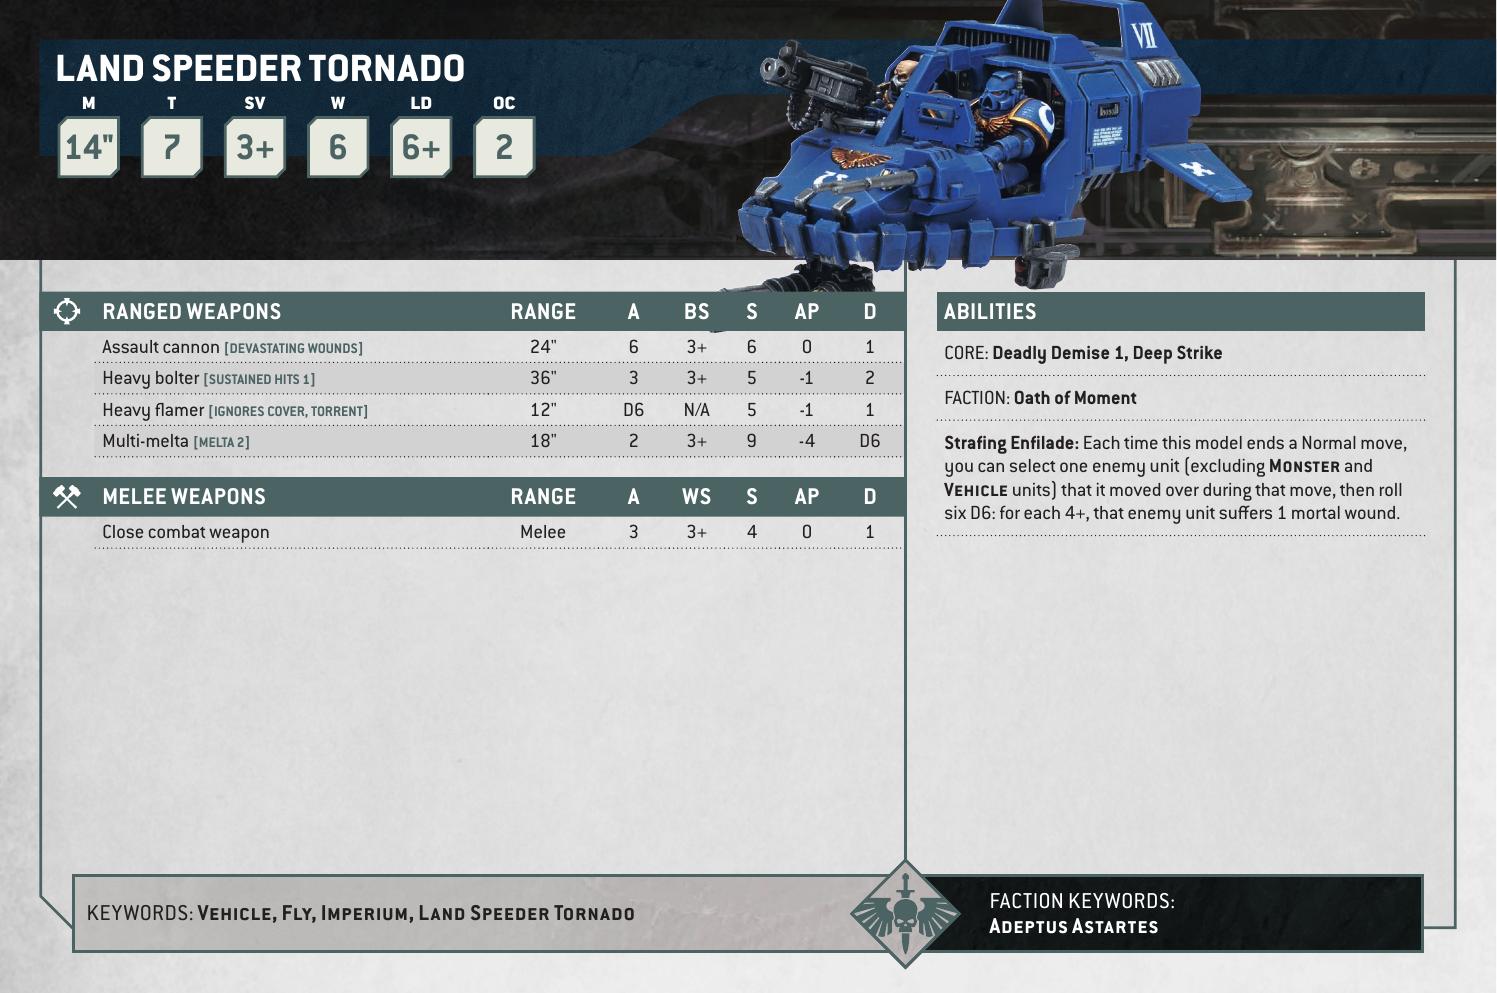 VII
LAND SPEEDER TORNADO
M T SV W LD OC
14" 7 3+ 6 6+ 2
RANGED WEAPONS RANGE A BS S AP D
Assault cannon [DEVASTATING WOUNDS] 24" 6 3+ 6 0 1
Heavy bolter [SUSTAINED HITS 1] 36" 3 3+ 5 -1 2
Heavy flamer [IGNORES COVER, TORRENT] 12" D6 N/A 5 -1 1
Multi-melta [MELTA 2] 18" 2 3+ 9 -4 D6
MELEE WEAPONS RANGE A WS S AP D
Close combat weapon Melee 3 3+ 4 0 1
ABILITIES
CORE: Deadly Demise 1, Deep Strike
FACTION: Oath of Moment
Strafing Enfilade: Each time this model ends a Normal move,
you can select one enemy unit (excluding MONSTER and
VEHICLE units) that it moved over during that move, then roll
six D6: for each 4+, that enemy unit suffers 1 mortal wound.
KEYWORDS: VEHICLE, FLY, IMPERIUM, LAND SPEEDER TORNADO
FACTION KEYWORDS:
ADEPTUS ASTARTES